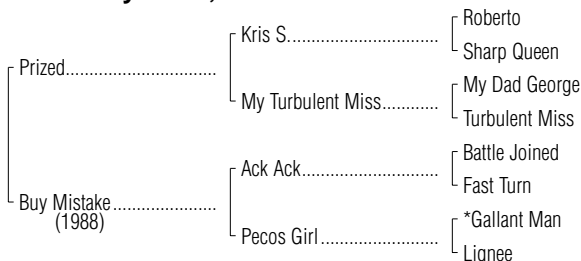 Roberto
Kris S.
Sharp Queen
Prized
My Dad George
My Turbulent Miss
Turbulent Miss
Battle Joined
Ack Ack
Fast Turn
Buy Mistake
(1988)
*Gallant Man
Pecos Girl
Lignee